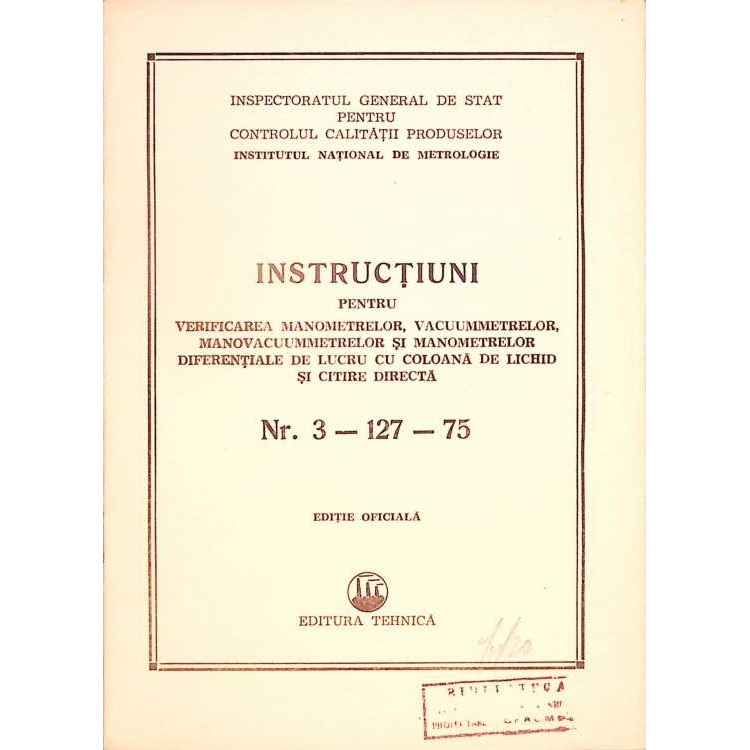 INSPECTORATUL GENERAL DE STAT
PENTRU
CONTROLUL CALITĂȚII PRODUSELOR
INSTITUTUL NAȚIONAL DE METROLOGIE
INSTRUCȚIUNI
PENTRU
VERIFICAREA MANOMETRELOR, VACUUMMETRELOR,
MANOVACUUMMETRELOR ȘI MANOMETRELOR
DIFERENȚIALE DE LUCRU CU COLOANĂ DE LICHID
ȘI CITIRE DIRECTĂ
Nr. 3 — 127 — 75
EDIȚIE OFICIALĂ
EDITURA TEHNICĂ
BIBLIOTECA